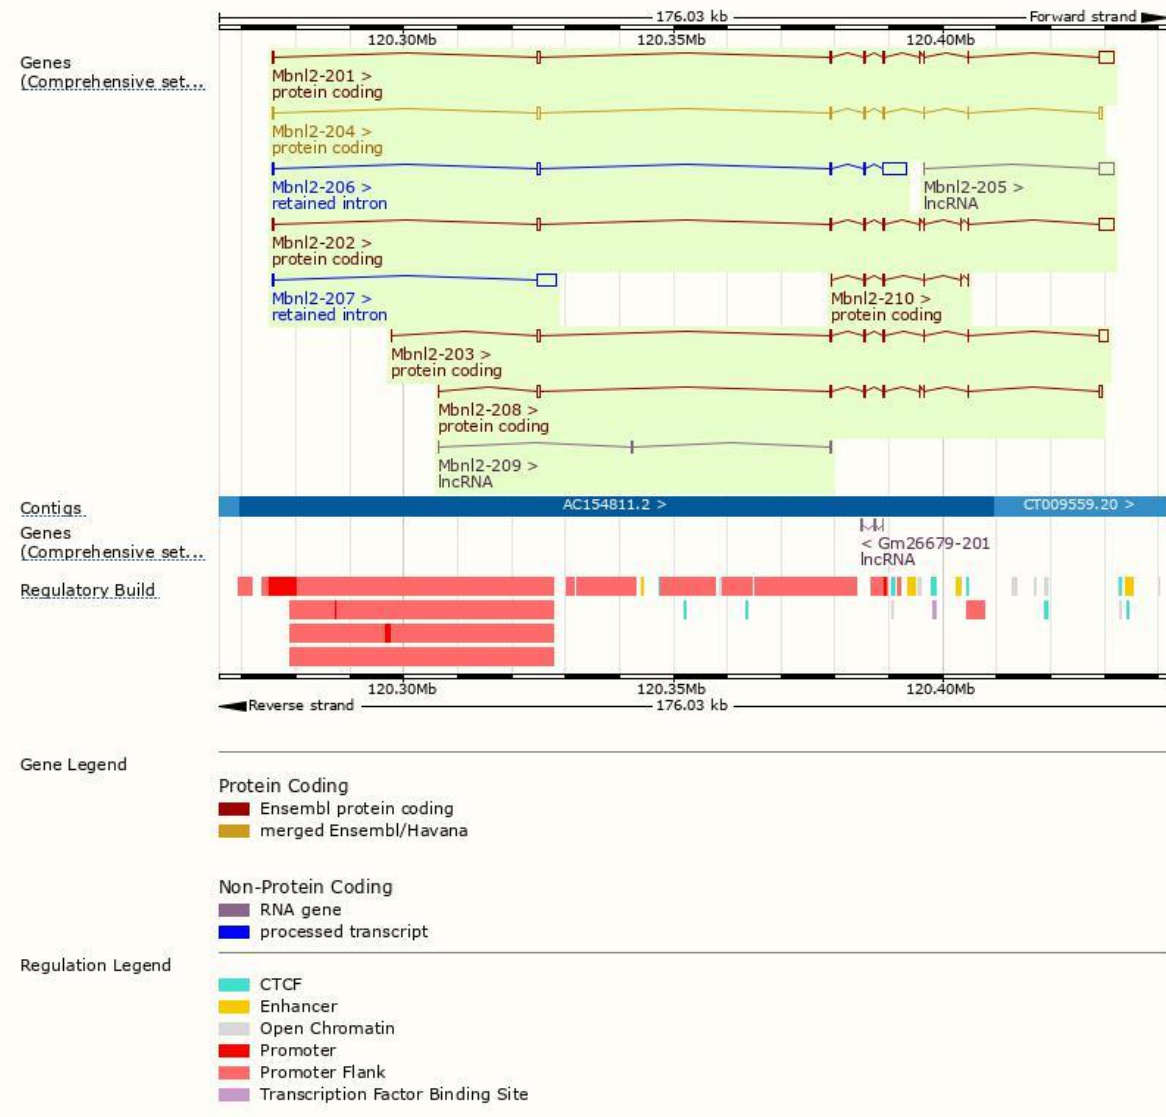 176.03 kb
Forward strand
120.30Mb 120.35Mb 120.40Mb
Genes
(Comprehensive set...
Mbnl2-201 >
protein coding
Mbnl2-204 >
protein coding
Mbnl2-206 >
retained intron
Mbnl2-205 >
lncRNA
Mbnl2-202 >
protein coding
Mbnl2-207 >
retained intron
Mbnl2-210 >
protein coding
Mbnl2-203 >
protein coding
Mbnl2-208 >
protein coding
Mbnl2-209 >
lncRNA
Contigs
AC154811.2 >
CT009559.20 >
Genes
(Comprehensive set...
< Gm26679-201
lncRNA
Regulatory Build
120.30Mb 120.35Mb 120.40Mb
Reverse strand
176.03 kb
Gene Legend
Protein Coding
Ensembl protein coding
merged Ensembl/Havana
Non-Protein Coding
RNA gene
processed transcript
Regulation Legend
CTCF
Enhancer
Open Chromatin
Promoter
Promoter Flank
Transcription Factor Binding Site